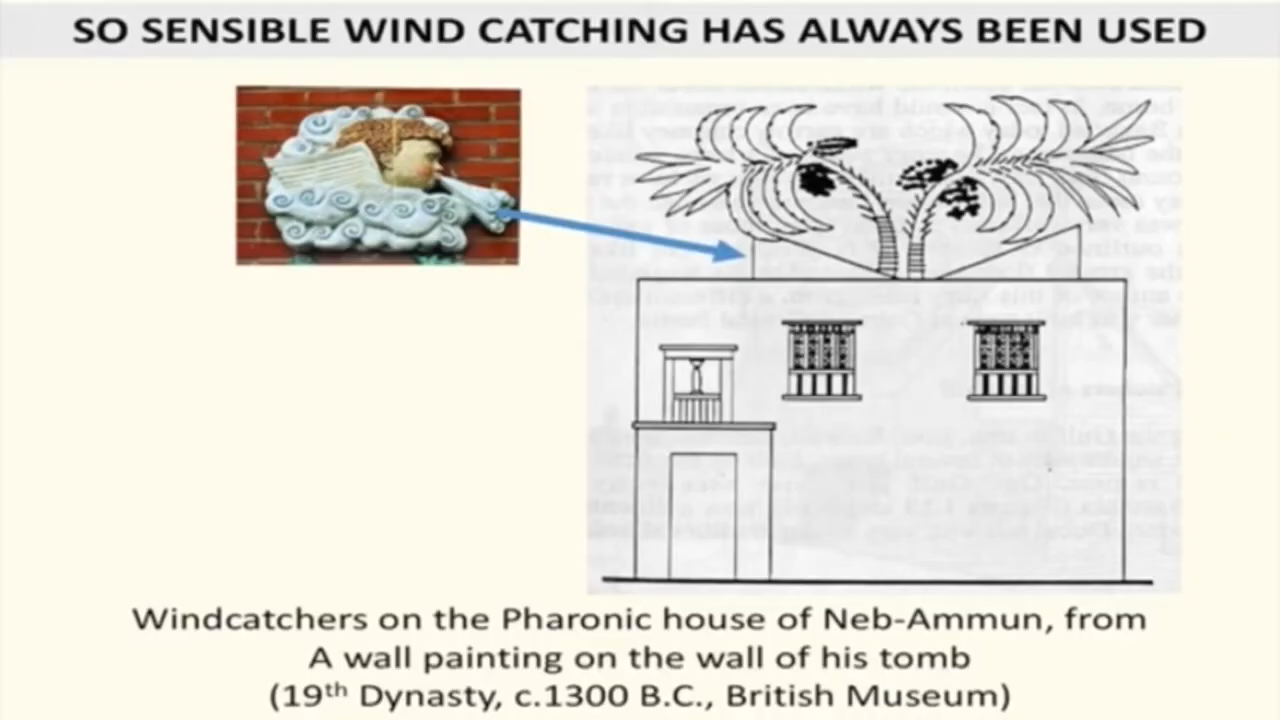 SO SENSIBLE WIND CATCHING HAS ALWAYS BEEN USED
Windcatchers on the Pharonic house of Neb-Ammun, from
A wall painting on the wall of his tomb
(19th Dynasty, c.1300 B.C., British Museum)